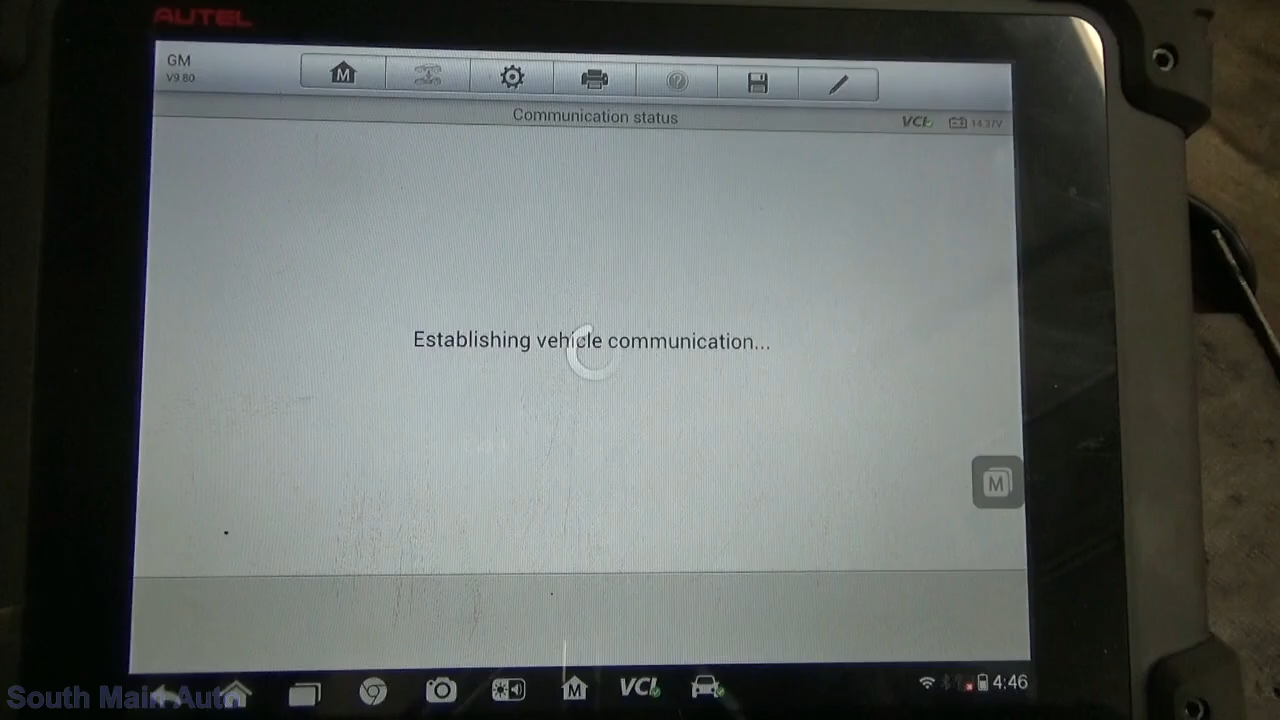 AUTEL
GM
V9.80
M
Communication status
VCI
14.37V
Establishing vehicle communication...
M
M
VCI
4:46
South Main Auto